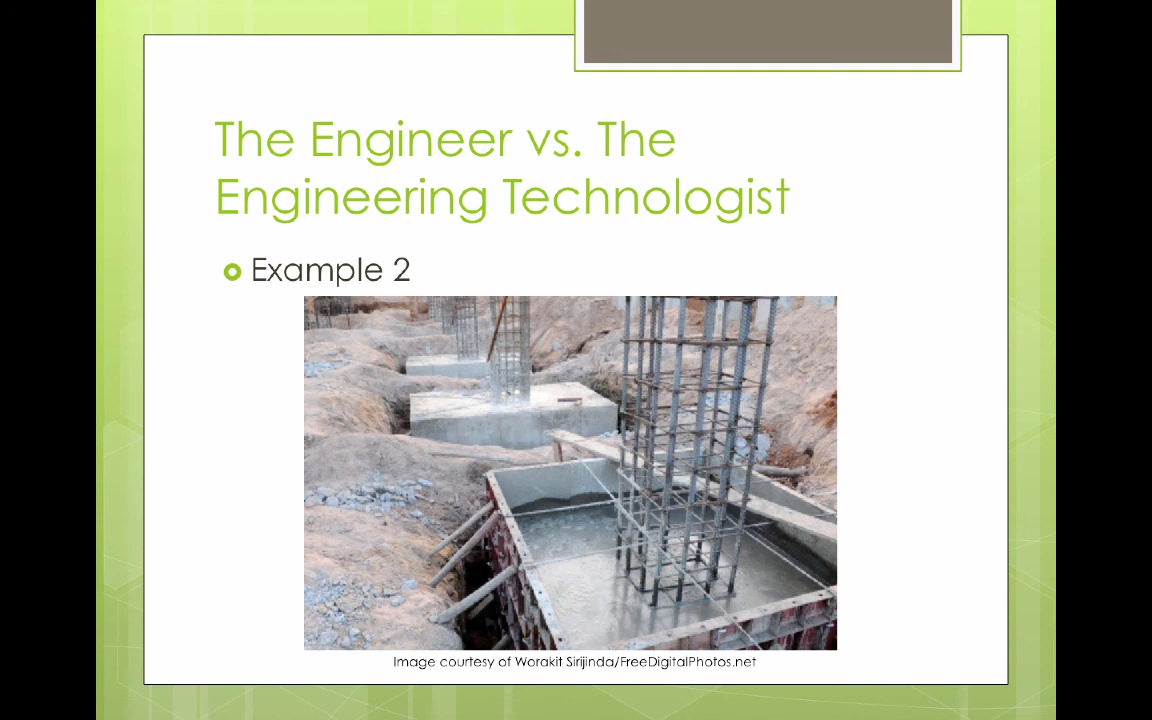 The Engineer vs. The
Engineering Technologist
Example 2
Image courtesy of Worakit Sirijinda/FreeDigitalPhotos.net